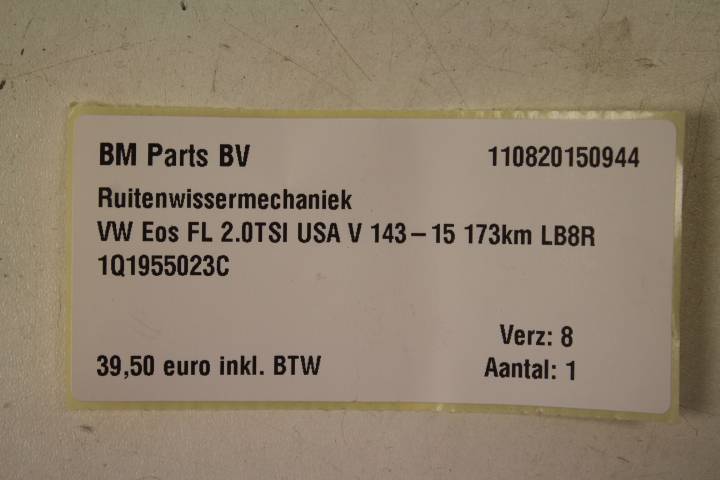 BM Parts BV 110820150944
Ruitenwissermechaniek
VW Eos FL 2.0TSI USA V 143-15 173km LB8R
1Q1955023C
Verz: 8
39,50 euro inkl. BTW Aantal: 1